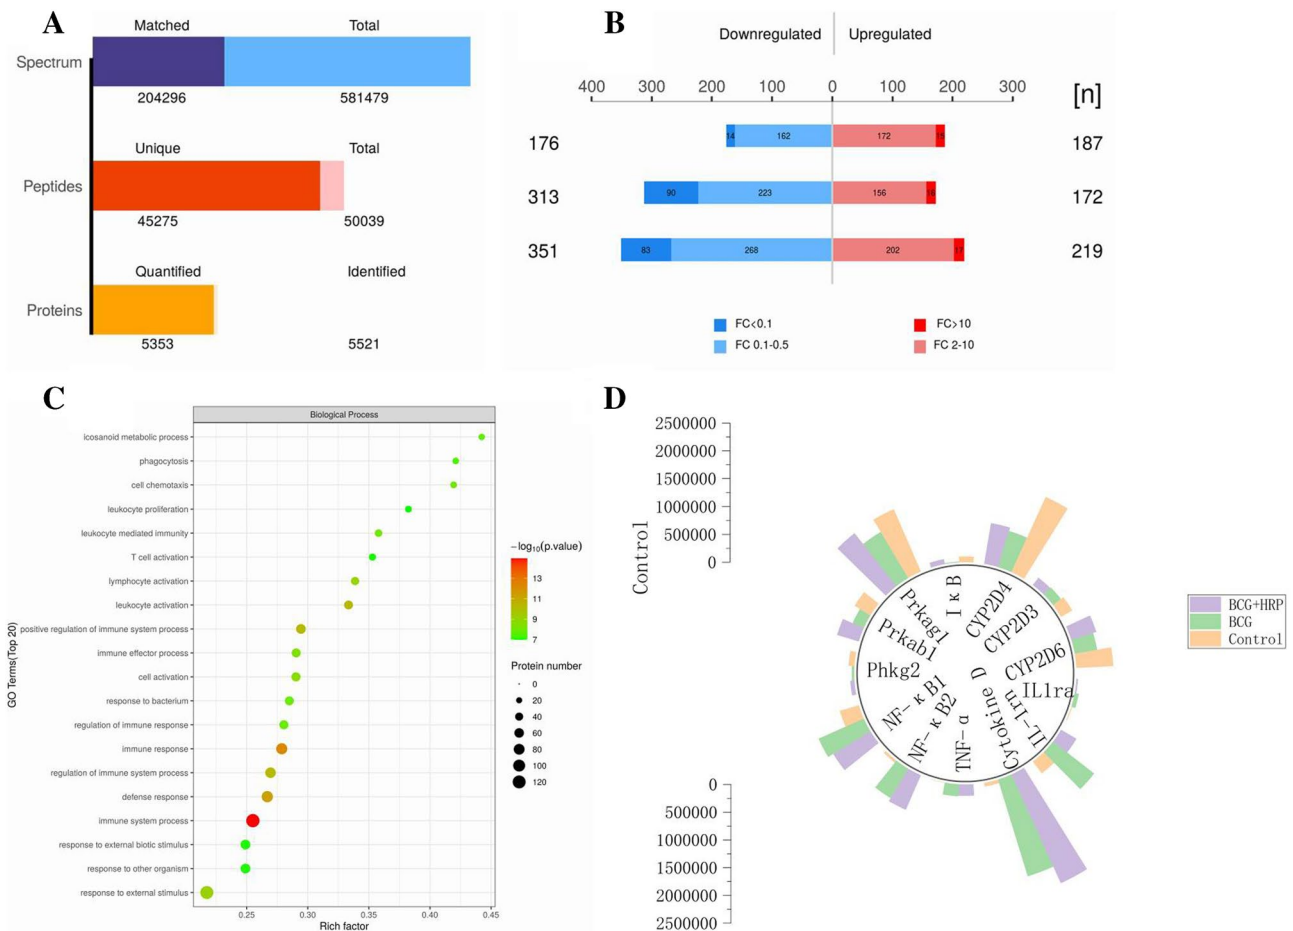 A
Matched Total
Spectrum
204296 581479
Unique Total
Peptides
45275 50039
Quantified Identified
Proteins
5353 5521
B
Downregulated Upregulated
400 300 200 100 0 100 200 300
[n]
176 14 162 172 15 187
313 90 223 156 16 172
351 83 268 202 17 219
FC<0.1 FC>10
FC 0.1-0.5 FC 2-10
C
Biological Process
GO Terms(Top 20)
icosanoid metabolic process
phagocytosis
cell chemotaxis
leukocyte proliferation
leukocyte mediated immunity
T cell activation
lymphocyte activation
leukocyte activation
positive regulation of immune system process
immune effector process
cell activation
response to bacterium
regulation of immune response
immune response
regulation of immune system process
defense response
immune system process
response to external biotic stimulus
response to other organism
response to external stimulus
0.25 0.30 0.35 0.40 0.45
Rich factor
−log10(p.value)
13
11
9
7
Protein number
0
20
40
60
80
100
120
D
Control
2500000
2000000
1500000
1000000
500000
0
0
500000
1000000
1500000
2000000
2500000
IκB
CYP2D4
CYP2D3
CYP2D6
IL1ra
IL-1rn
Cytokine D
TNF-α
NF-κB2
NF-κB1
Phkg2
Prkab1
Prkag1
BCG+HRP
BCG
Control